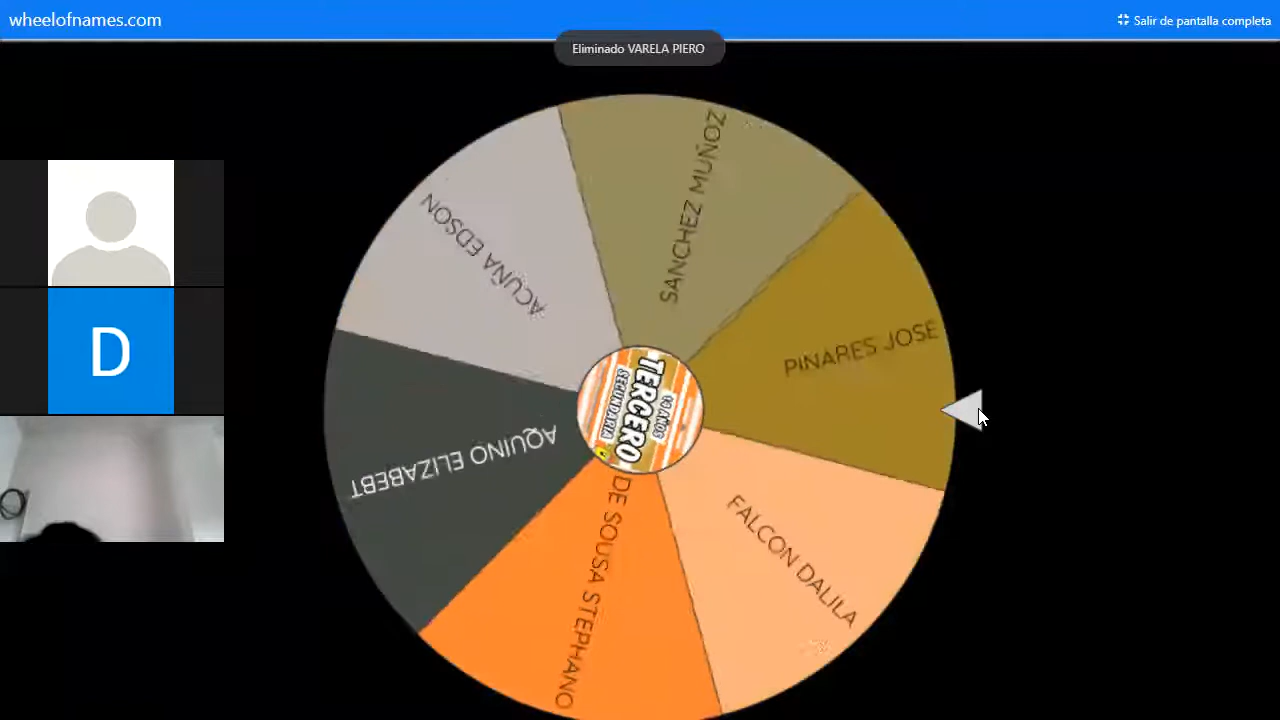 wheelofnames.com
Salir de pantalla completa
Eliminado VARELA PIERO
SANCHEZ MUÑOZ
ACUÑA EDSON
PINARES JOSE
AQUINO ELIZABEBT
DE SOUSA STEPHANO
FALCON DALILA
TERCERO
SECUNDARIA
D